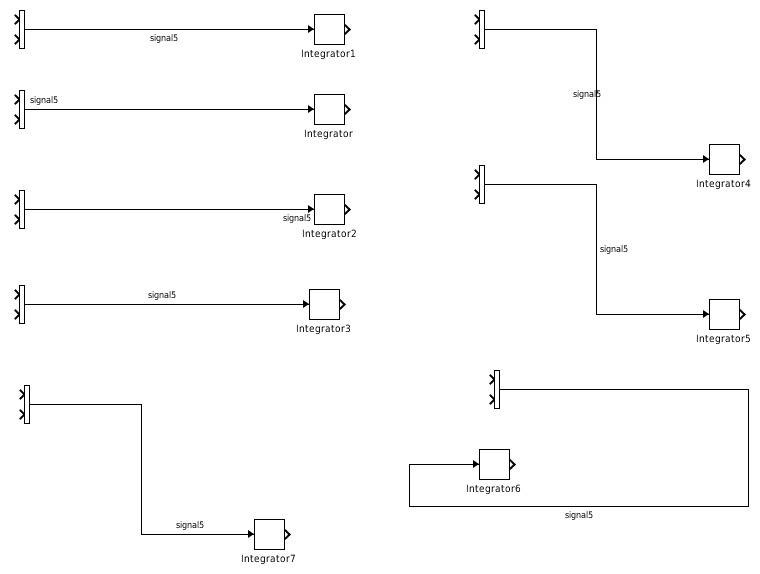 signal5
Integrator1
signal5
Integrator
signal5
Integrator2
signal5
Integrator3
signal5
Integrator7
signal5
Integrator4
signal5
Integrator5
Integrator6
signal5